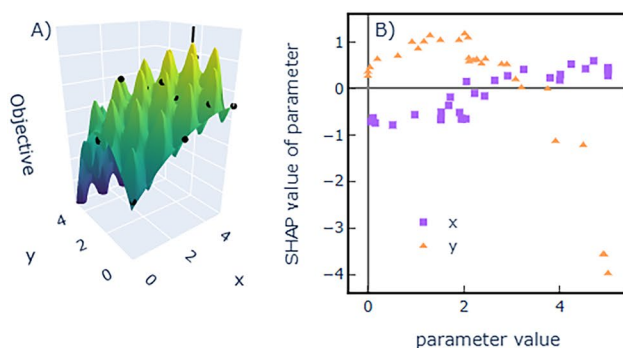 A)
Objective
4
2
0
y
0
2
4
x
B)
SHAP value of parameter
1
0
−1
−2
−3
−4
x
y
0
2
4
parameter value